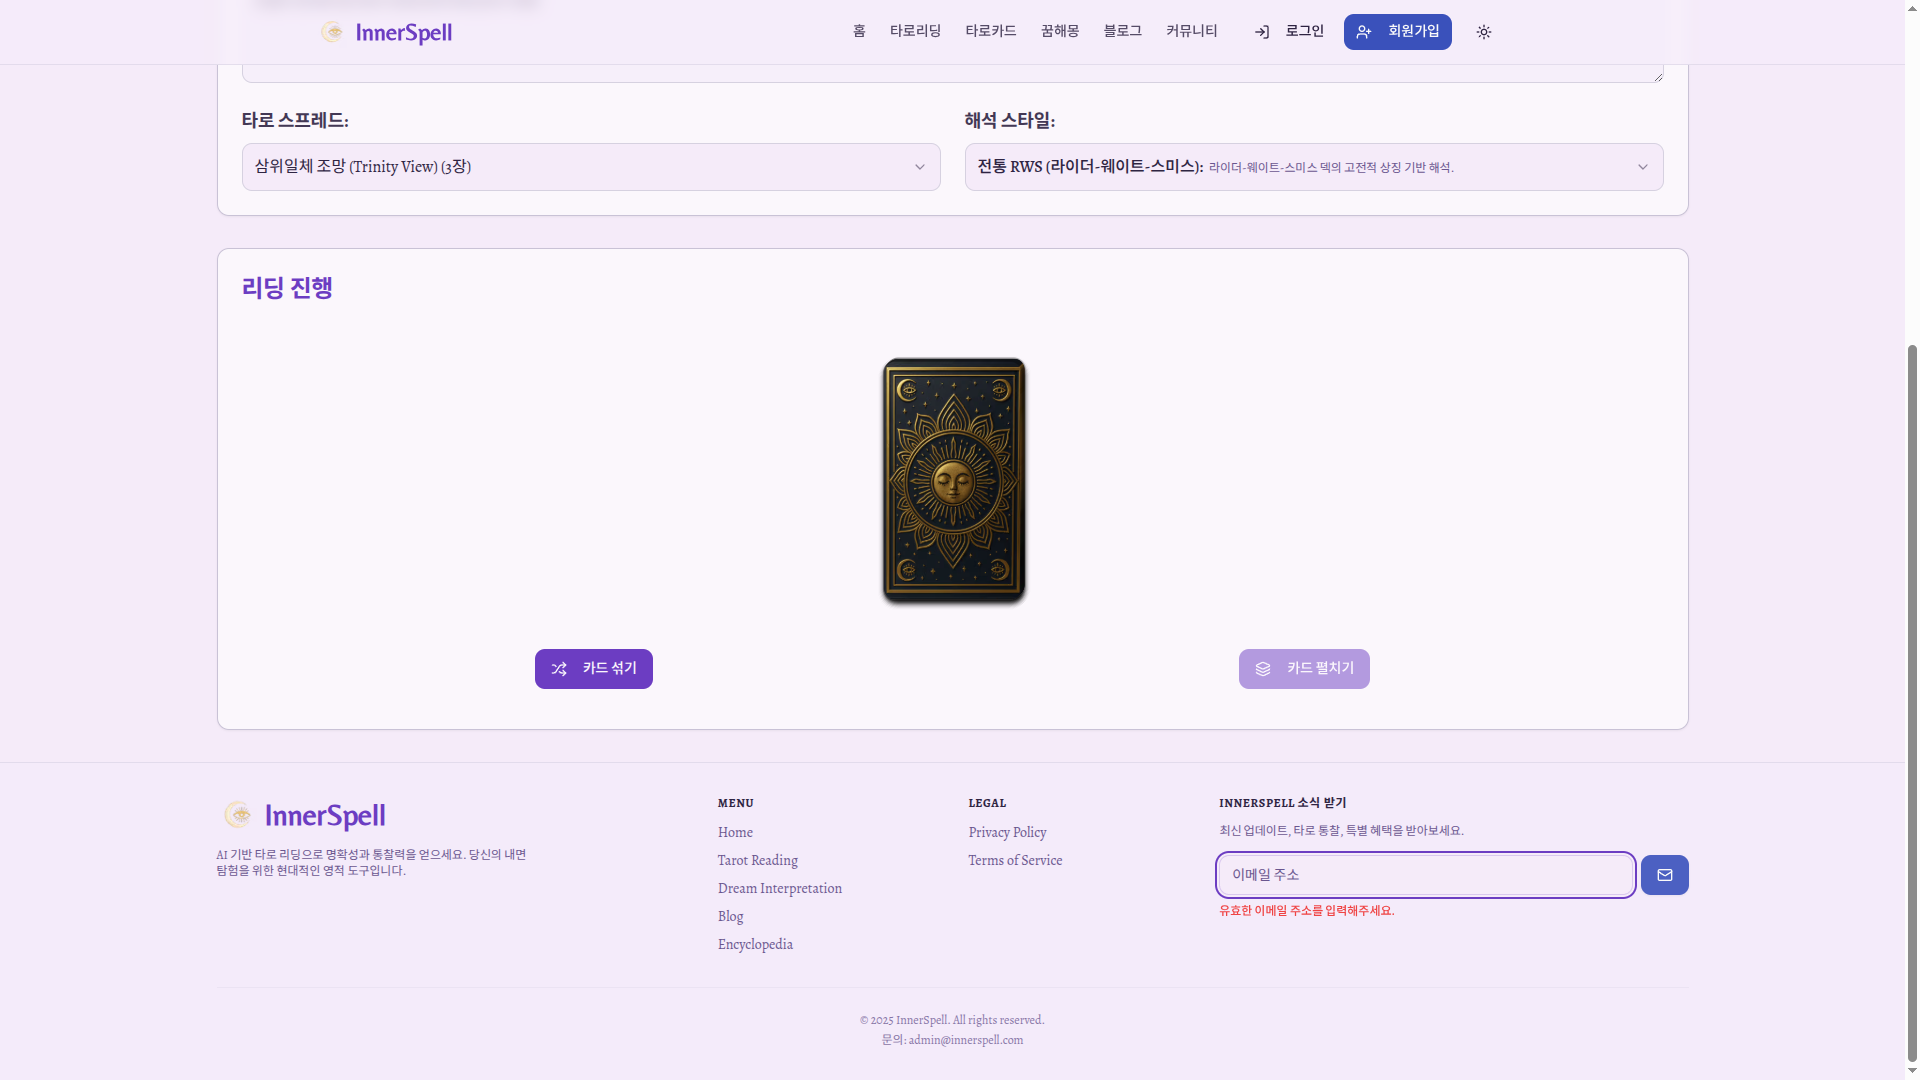 InnerSpell
홈
타로리딩
타로카드
꿈해몽
블로그
커뮤니티
로그인
회원가입
타로 스프레드:
해석 스타일:
삼위일체 조망 (Trinity View) (3장)
전통 RWS (라이더-웨이트-스미스): 라이더-웨이트-스미스 덱의 고전적 상징 기반 해석.
리딩 진행
카드 섞기
카드 펼치기
InnerSpell
AI 기반 타로 리딩으로 명확성과 통찰력을 얻으세요. 당신의 내면
탐험을 위한 현대적인 영적 도구입니다.
MENU
Home
Tarot Reading
Dream Interpretation
Blog
Encyclopedia
LEGAL
Privacy Policy
Terms of Service
INNERSPELL 소식 받기
최신 업데이트, 타로 통찰, 특별 혜택을 받아보세요.
이메일 주소
유효한 이메일 주소를 입력해주세요.
© 2025 InnerSpell. All rights reserved.
문의: admin@innerspell.com